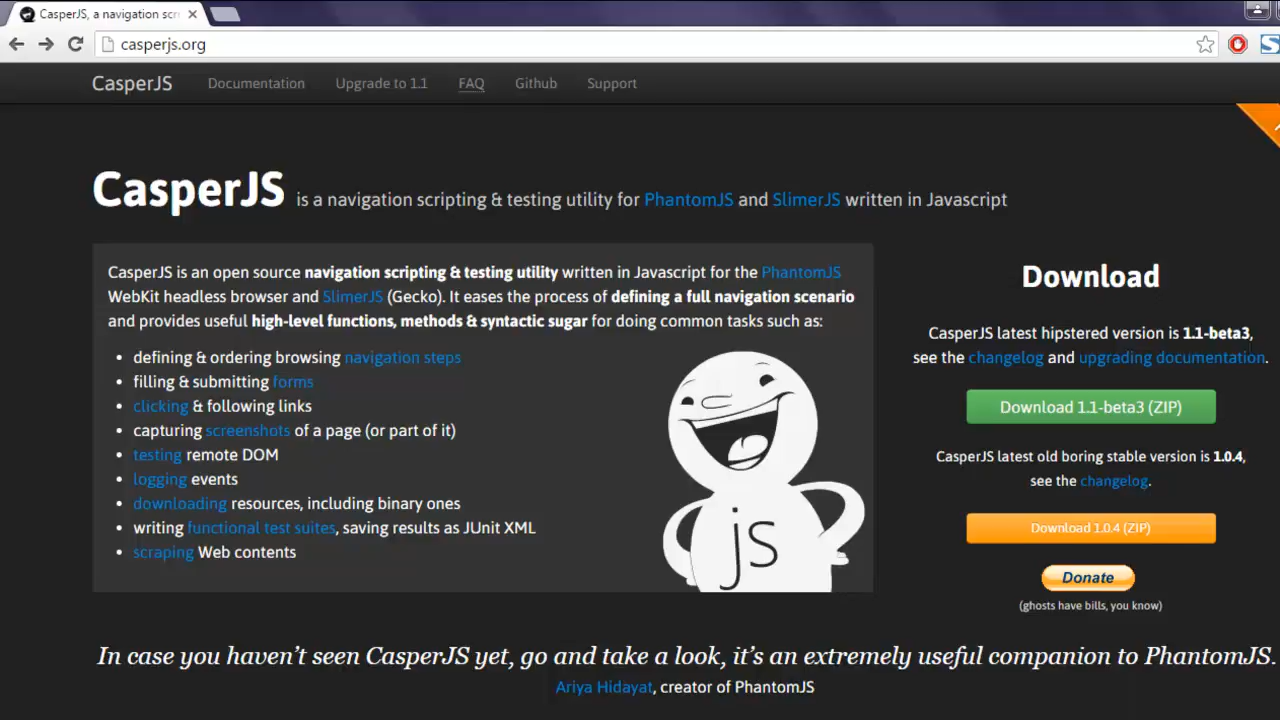 CasperJS, a navigation scri
casperjs.org
CasperJS Documentation Upgrade to 1.1 FAQ Github Support
CasperJS is a navigation scripting & testing utility for PhantomJS and SlimerJS written in Javascript
CasperJS is an open source navigation scripting & testing utility written in Javascript for the PhantomJS
WebKit headless browser and SlimerJS (Gecko). It eases the process of defining a full navigation scenario
and provides useful high-level functions, methods & syntactic sugar for doing common tasks such as:
• defining & ordering browsing navigation steps
• filling & submitting forms
• clicking & following links
• capturing screenshots of a page (or part of it)
• testing remote DOM
• logging events
• downloading resources, including binary ones
• writing functional test suites, saving results as JUnit XML
• scraping Web contents
js
Download
CasperJS latest hipstered version is 1.1-beta3,
see the changelog and upgrading documentation.
Download 1.1-beta3 (ZIP)
CasperJS latest old boring stable version is 1.0.4,
see the changelog.
Download 1.0.4 (ZIP)
Donate
(ghosts have bills, you know)
In case you haven't seen CasperJS yet, go and take a look, it's an extremely useful companion to PhantomJS.
Ariya Hidayat, creator of PhantomJS